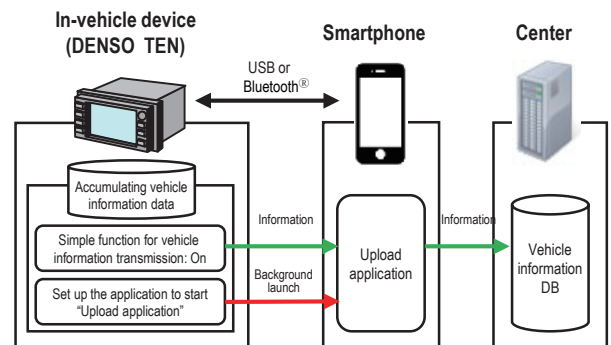 In-vehicle device
(DENSO TEN)
Smartphone
Center
USB or
Bluetooth®
Accumulating vehicle
information data
Simple function for vehicle
information transmission: On
Set up the application to start
“Upload application”
Information
Background
launch
Upload
application
Information
Vehicle
information
DB